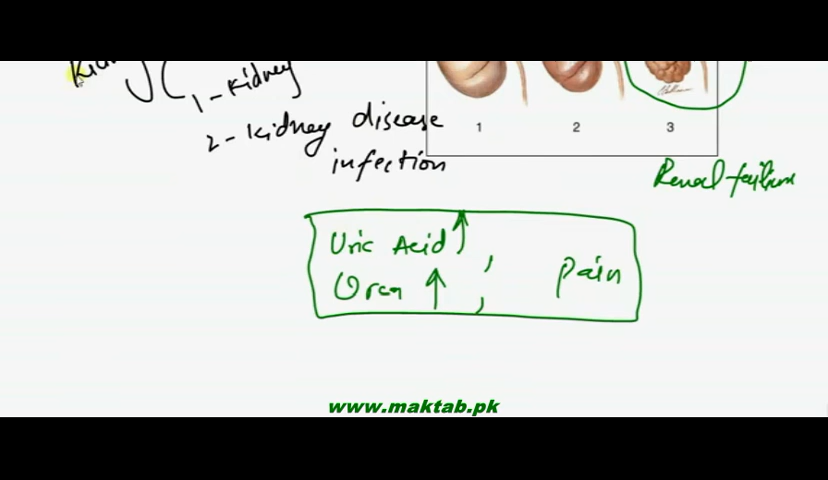 1 - Kidney
2 - Kidney disease
infection
1 2 3
Renal failure
Uric Acid ↑ ,
Urea ↑ , Pain
www.maktab.pk